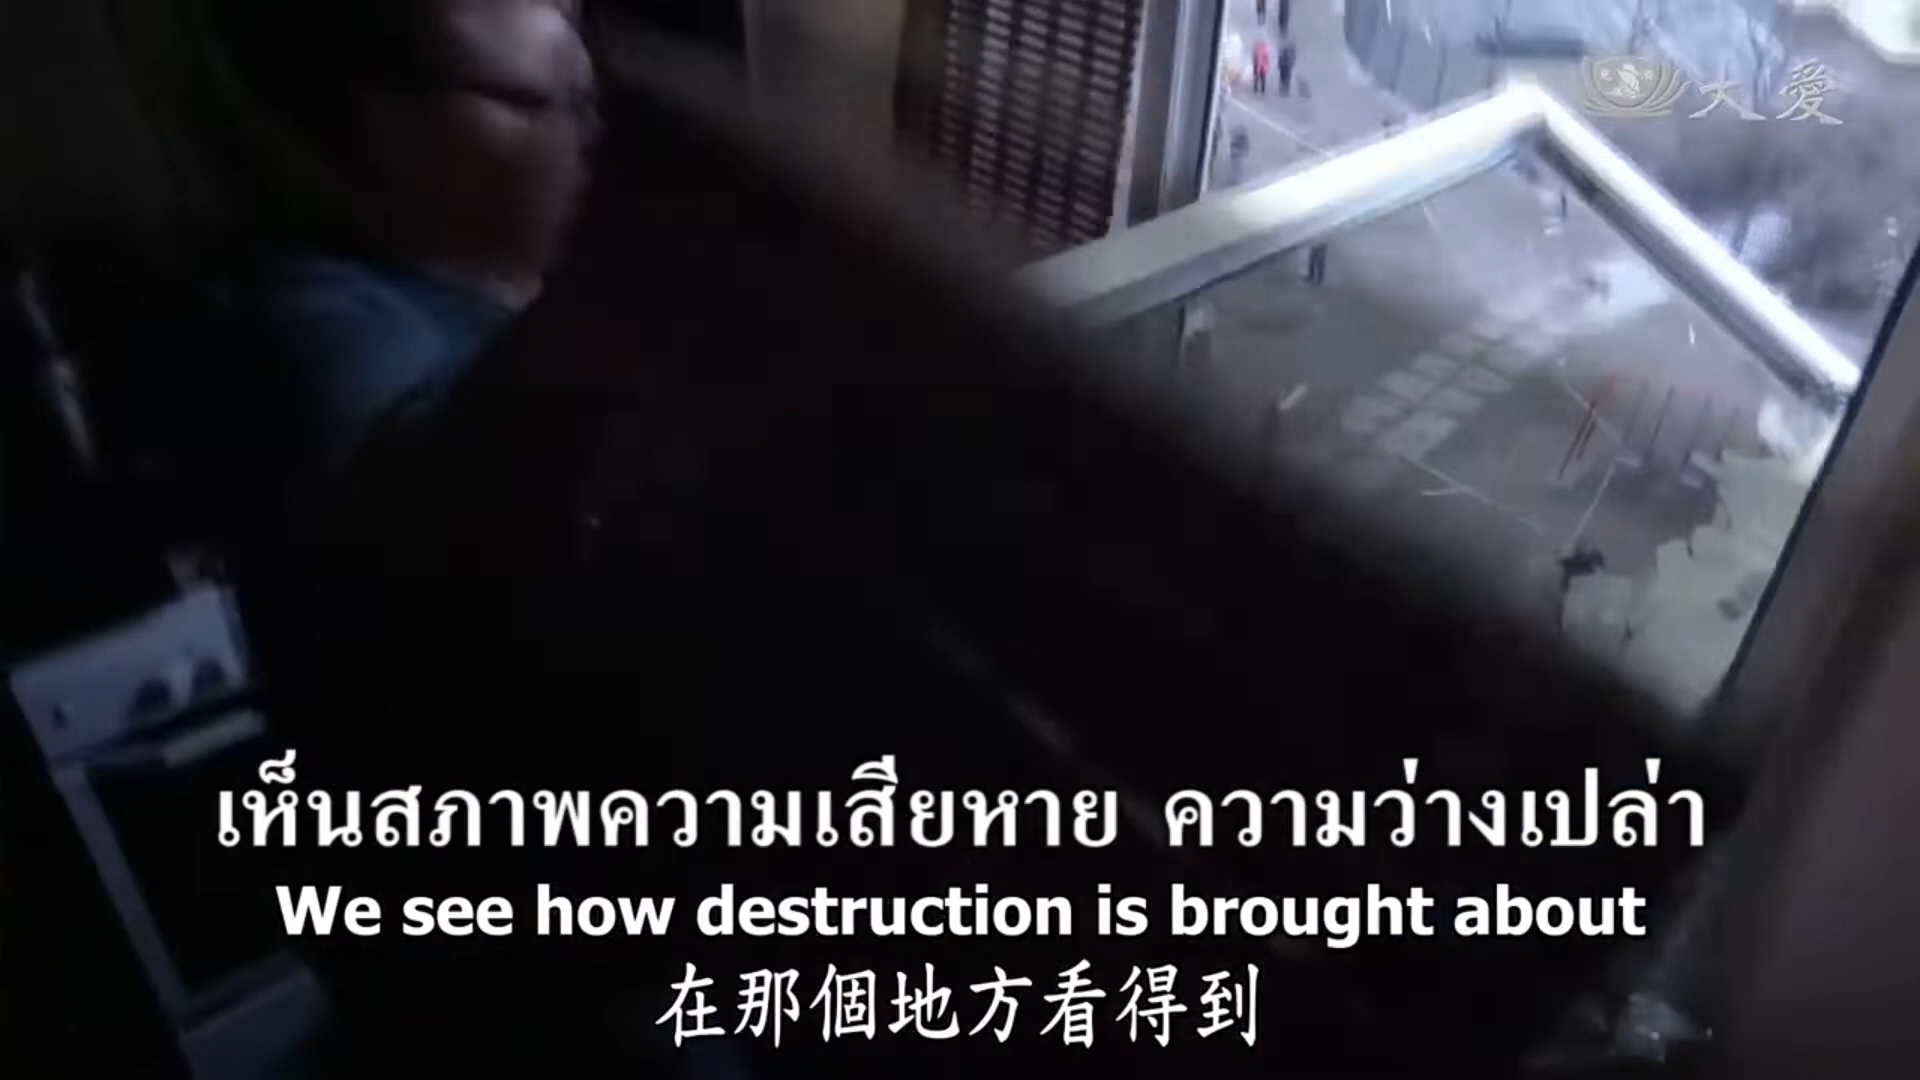 大愛
เห็นสภาพความเสียหาย ความว่างเปล่า
We see how destruction is brought about
在那個地方看得到